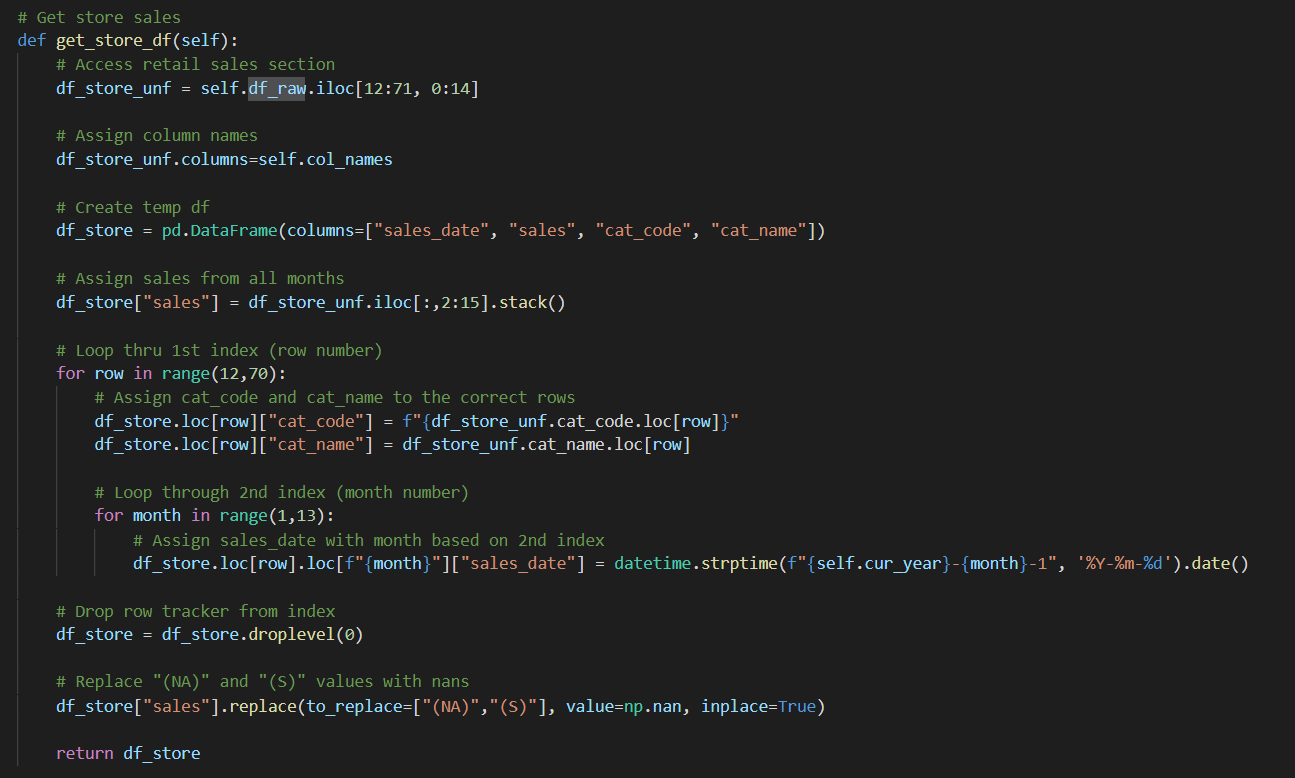 # Get store sales
def get_store_df(self):
    # Access retail sales section
    df_store_unf = self.df_raw.iloc[12:71, 0:14]

    # Assign column names
    df_store_unf.columns=self.col_names

    # Create temp df
    df_store = pd.DataFrame(columns=["sales_date", "sales", "cat_code", "cat_name"])

    # Assign sales from all months
    df_store["sales"] = df_store_unf.iloc[:,2:15].stack()

    # Loop thru 1st index (row number)
    for row in range(12,70):
        # Assign cat_code and cat_name to the correct rows
        df_store.loc[row]["cat_code"] = f"{df_store_unf.cat_code.loc[row]}"
        df_store.loc[row]["cat_name"] = df_store_unf.cat_name.loc[row]

        # Loop through 2nd index (month number)
        for month in range(1,13):
            # Assign sales_date with month based on 2nd index
            df_store.loc[row].loc[f"{month}"]["sales_date"] = datetime.strptime(f"{self.cur_year}-{month}-1", '%Y-%m-%d').date()

    # Drop row tracker from index
    df_store = df_store.droplevel(0)

    # Replace "(NA)" and "(S)" values with nans
    df_store["sales"].replace(to_replace=["(NA)","(S)"], value=np.nan, inplace=True)

    return df_store